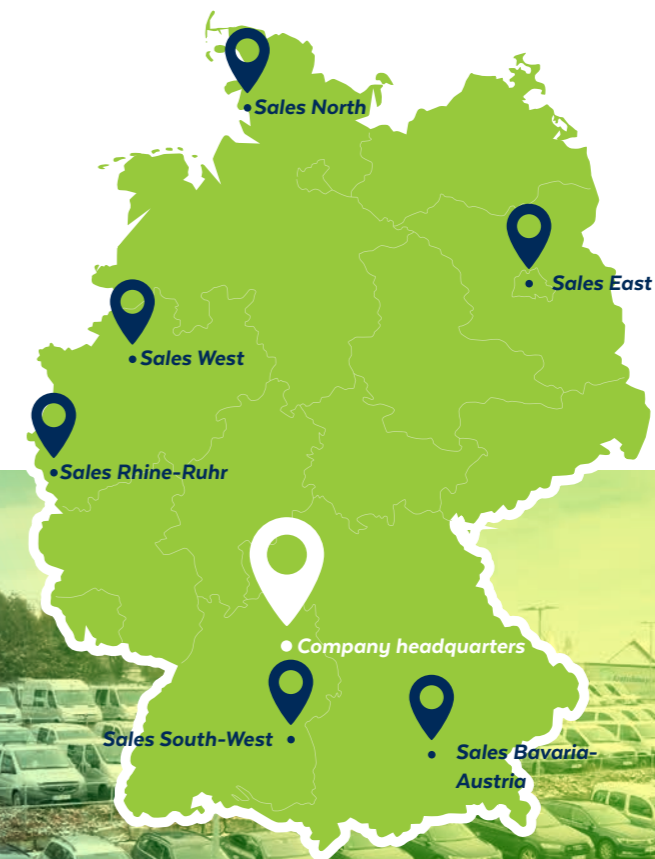 Sales North
Sales East
Sales West
Sales Rhine-Ruhr
Company headquarters
Sales South-West
Sales Bavaria-
Austria